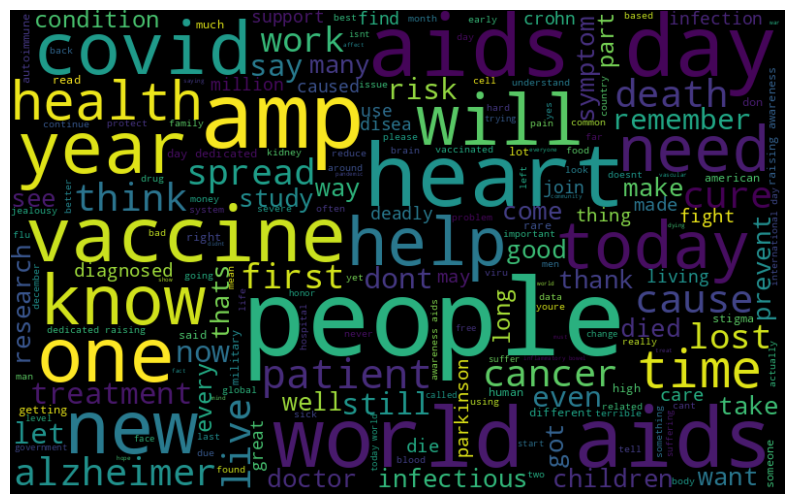 condition
much
support
best
find
early
crohn
based
infection
autoimmune
back
month
isnt
affect
covid
work
aids
day
part
say
many
read
cell
understand
country
don
million
caused
issue
yes
symptom
health
amp
risk
use
hard
trying
pain
common
death
raising awareness
continue
protect
family
disea
please
vaccinated
lot
far
remember
will
year
day dedicated
kidney
reduce
around
brain
food
doesnt
american
need
spread
heart
way
join
look
make
cure
see
think
drug
study
deadly
left
made
better
money
system
severe
often
come
thing
fight
jealousy
vaccine
help
rare
problem
today
international day
flu
bad
right
important
good
prevent
diagnosed
first
dont
may
viru
men
thank
living
december
going
mean
yet
data
youre
cause
research
know
thats
long
stigma
show
honor
life
hospital
people
world
change
really
dedicated raising
said
never
awareness aids
free
died
lost
actually
man
one
now
every
military
patient
suffer
cancer
time
fact
treatment
global
human
high
care
cant
take
getting
well
still
called
using
parkinson
even
different
terrible
related
level
new
live
sick
world aids
face
last
great
today world
die
start
got
something
suffering
let
government
due
tell
someone
alzheimer
found
doctor
blood
infectious
two
children
body
want